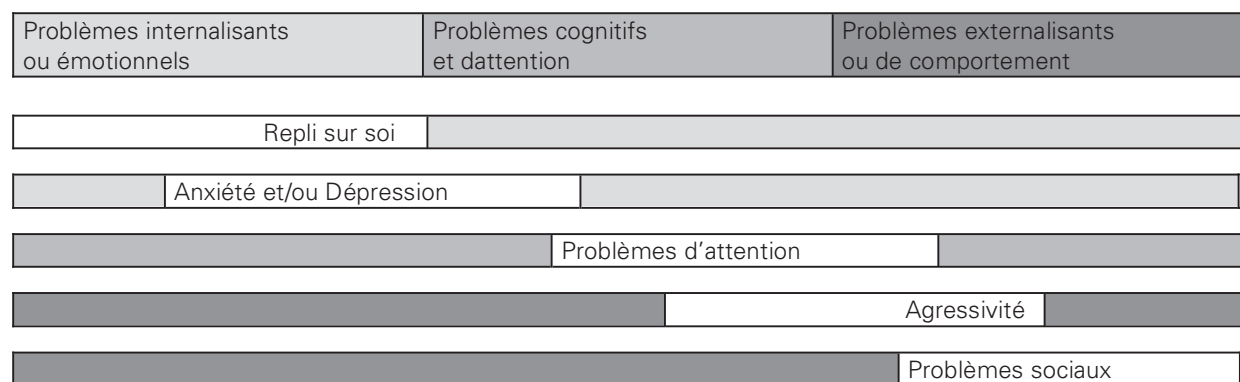 Problèmes internalisants
ou émotionnels
Problèmes cognitifs
et dattention
Problèmes externalisants
ou de comportement
Repli sur soi
Anxiété et/ou Dépression
Problèmes d'attention
Agressivité
Problèmes sociaux